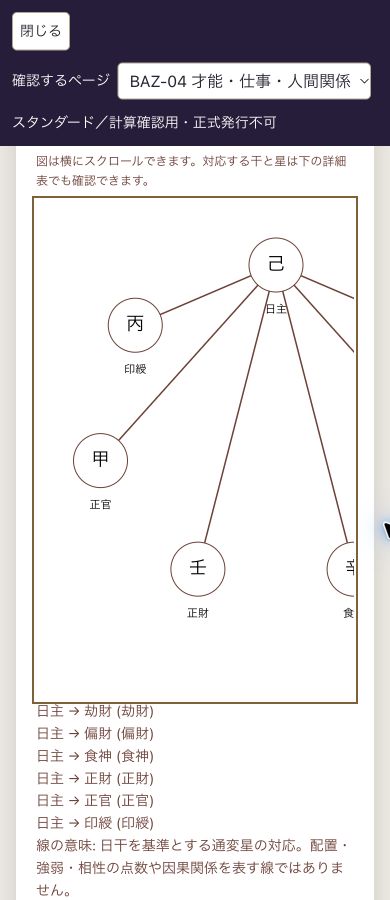 閉じる
確認するページ BAZ-04 才能・仕事・人間関係
スタンダード／計算確認用・正式発行不可
図は横にスクロールできます。対応する干と星は下の詳細
表でも確認できます。
己
日主
丙
印綬
甲
正官
壬
正財
食
日主 → 劫財 (劫財)
日主 → 偏財 (偏財)
日主 → 食神 (食神)
日主 → 正財 (正財)
日主 → 正官 (正官)
日主 → 印綬 (印綬)
線の意味: 日干を基準とする通変星の対応。配置・
強弱・相性の点数や因果関係を表す線ではありま
せん。